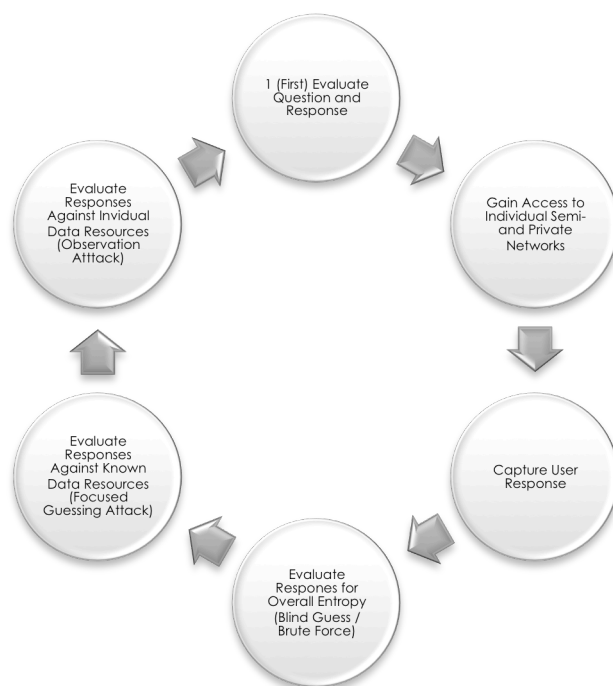 1 (First) Evaluate
Question and
Response
Gain Access to
Individual Semi-
and Private
Networks
Capture User
Response
Evaluate
Respones for
Overall Entropy
(Blind Guess /
Brute Force)
Evaluate
Responses
Against Known
Data Resources
(Focused
Guessing Attack)
Evaluate
Responses
Against Invidual
Data Resources
(Observation
Atttack)